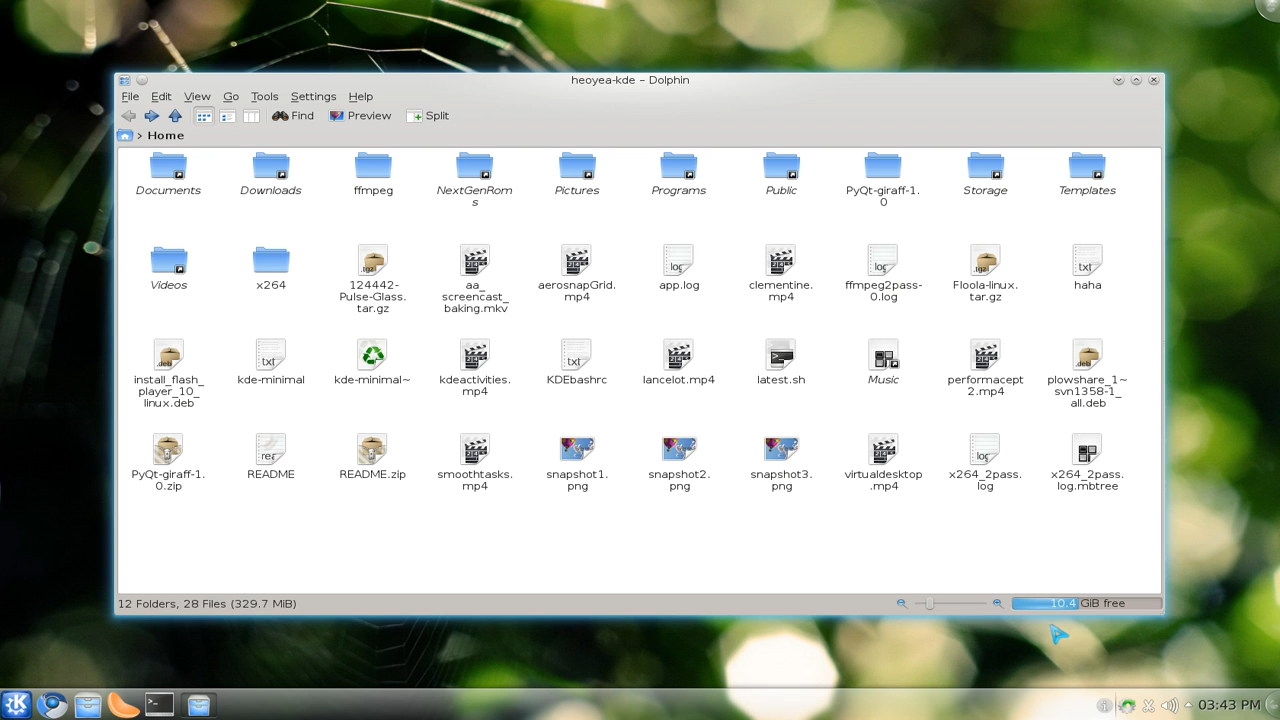 heoyea-kde – Dolphin
File Edit View Go Tools Settings Help
Find Preview Split
> Home
Documents Downloads ffmpeg NextGenRom Pictures Programs Public PyQt-giraff-1. Storage Templates
s 0
Videos x264 124442- aa_ aerosnapGrid. app.log clementine. ffmpeg2pass- Floola-linux. haha
Pulse-Glass. screencast_ mp4 mp4 0.log tar.gz
tar.gz baking.mkv
install_flash_ kde-minimal kde-minimal~ kdeactivities. KDEbashrc lancelot.mp4 latest.sh Music performacept plowshare_1~
player_10_ mp4 2.mp4 svn1358-1_
linux.deb all.deb
PyQt-giraff-1. README README.zip smoothtasks. snapshot1. snapshot2. snapshot3. virtualdesktop x264_2pass. x264_2pass.
0.zip mp4 png png png .mp4 log log.mbtree
12 Folders, 28 Files (329.7 MiB) 10.4 GiB free
03:43 PM